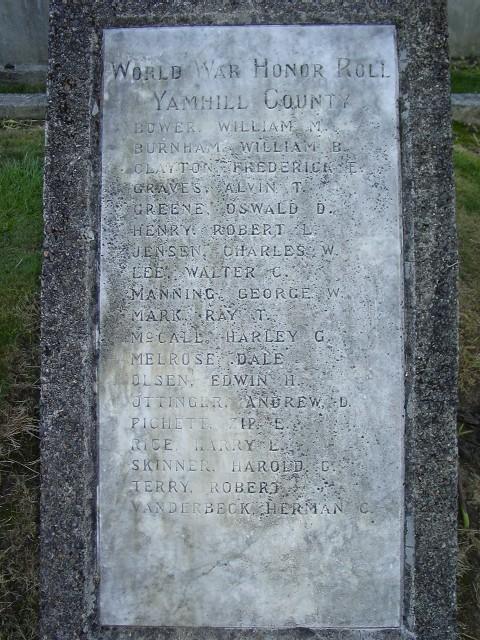 World War Honor Roll
Yamhill County
BOWER, WILLIAM M.
BURNHAM, WILLIAM B.
CLAYTON, FREDERICK E.
GRAVES, ALVIN T.
GREENE, OSWALD D.
HENRY, ROBERT L.
JENSEN, CHARLES W.
LEE, WALTER C.
MANNING, GEORGE W.
MARK, RAY T.
McCALL, HARLEY G.
MELROSE, DALE
OLSEN, EDWIN H.
OTTINGER, ANDREW, D.
PICHETT, ZIP E.
RICE, HARRY L.
SKINNER, HAROLD
TERRY, ROBERT
VANDERBECK, HERMAN C.